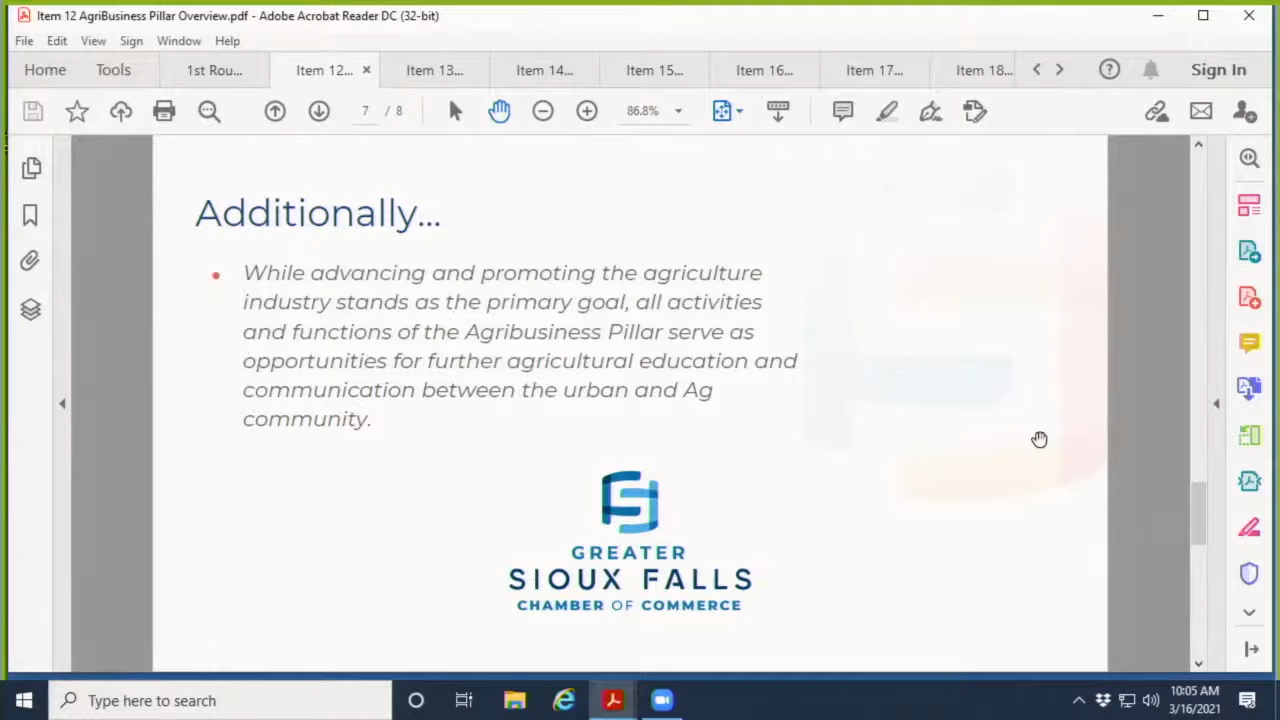 Item 12 AgriBusiness Pillar Overview.pdf - Adobe Acrobat Reader DC (32-bit)
File Edit View Sign Window Help
Home Tools 1st Rou... Item 12... Item 13... Item 14... Item 15... Item 16... Item 17... Item 18... Sign In
7 / 8 86.8%
Additionally...
• While advancing and promoting the agriculture
industry stands as the primary goal, all activities
and functions of the Agribusiness Pillar serve as
opportunities for further agricultural education and
communication between the urban and Ag
community.
GREATER
SIOUX FALLS
CHAMBER OF COMMERCE
Type here to search
10:05 AM
3/16/2021